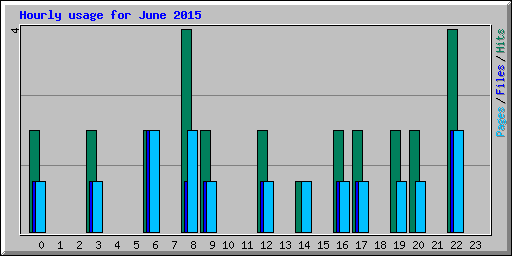 Hourly usage for June 2015
4
Pages / Files / Hits
0 1 2 3 4 5 6 7 8 9 10 11 12 13 14 15 16 17 18 19 20 21 22 23